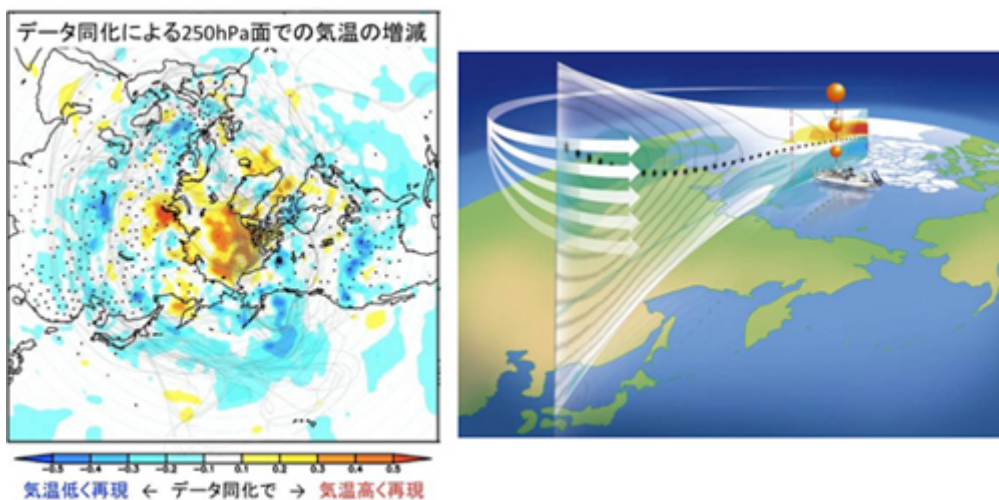 データ同化による250hPa面での気温の増減
-0.5 -0.4 -0.3 -0.2 -0.1 0.1 0.2 0.3 0.4 0.5
気温低く再現 ← データ同化で → 気温高く再現